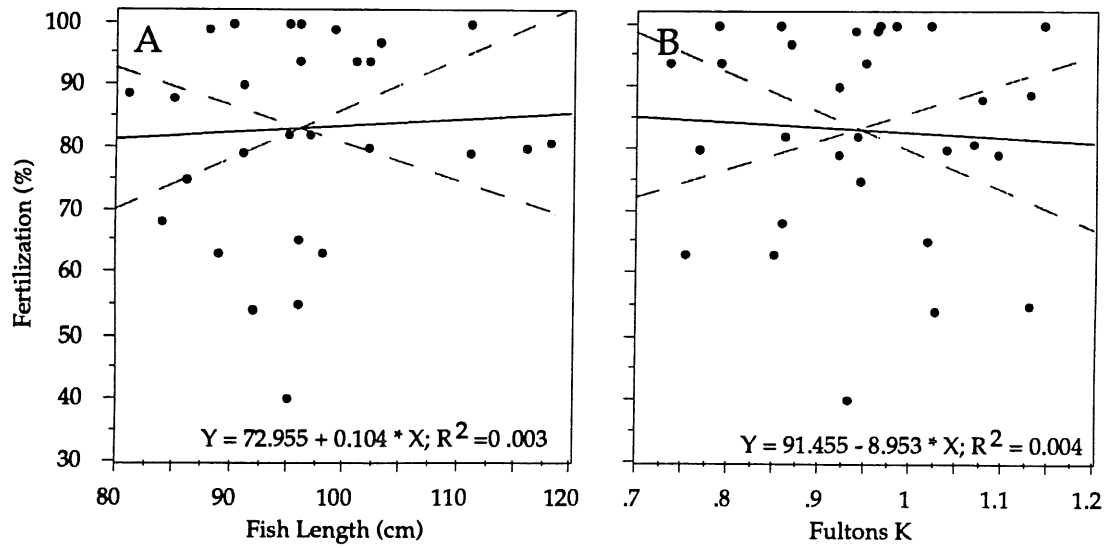 A
B
Fertilization (%)
100
90
80
70
60
50
40
30
Y = 72.955 + 0.104 * X; R2 =0 .003
80 90 100 110 120
Fish Length (cm)
Y = 91.455 - 8.953 * X; R2 = 0.004
.7 .8 .9 1 1.1 1.2
Fultons K